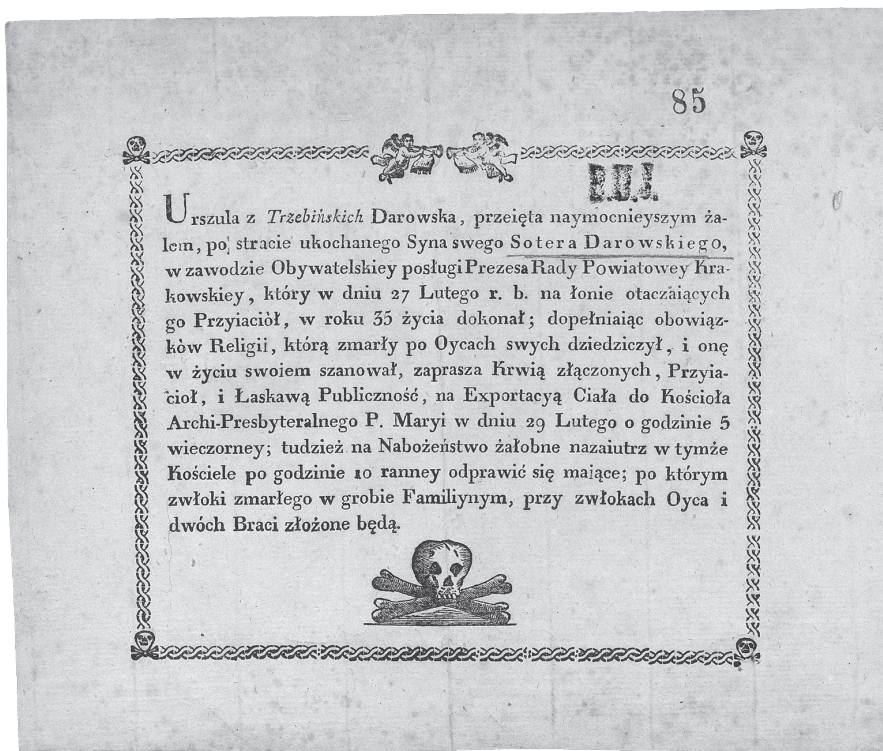 85
B.U.J.
Urszula z Trzebińskich Darowska, przeięta naymocnieyszym ża-
lem, po stracie ukochanego Syna swego Sotera Darowskiego,
w zawodzie Obywatelskiey posługi Prezesa Rady Powiatowey Kra-
kowskiey, który w dniu 27 Lutego r. b. na łonie otaczaiących
go Przyiaciòł, w roku 35 życia dokonał; dopełniaiąc obowiąz-
ków Religii, którą zmarły po Oycach swych dziedziczył, i onę
w życiu swoiem szanował, zaprasza Krwią złączonych, Przyia-
cioł, i Łaskawą Publiczność, na Exportacyą Ciała do Kościoła
Archi-Presbyteralnego P. Maryi w dniu 29 Lutego o godzinie 5
wieczorney; tudzież na Nabożeństwo żałobne nazaiutrz w tymże
Kościele po godzinie 10 ranney odprawić się maiące; po którym
zwłoki zmarłego w grobie Familiynym, przy zwłokach Oyca i
dwóch Braci złożone będą.